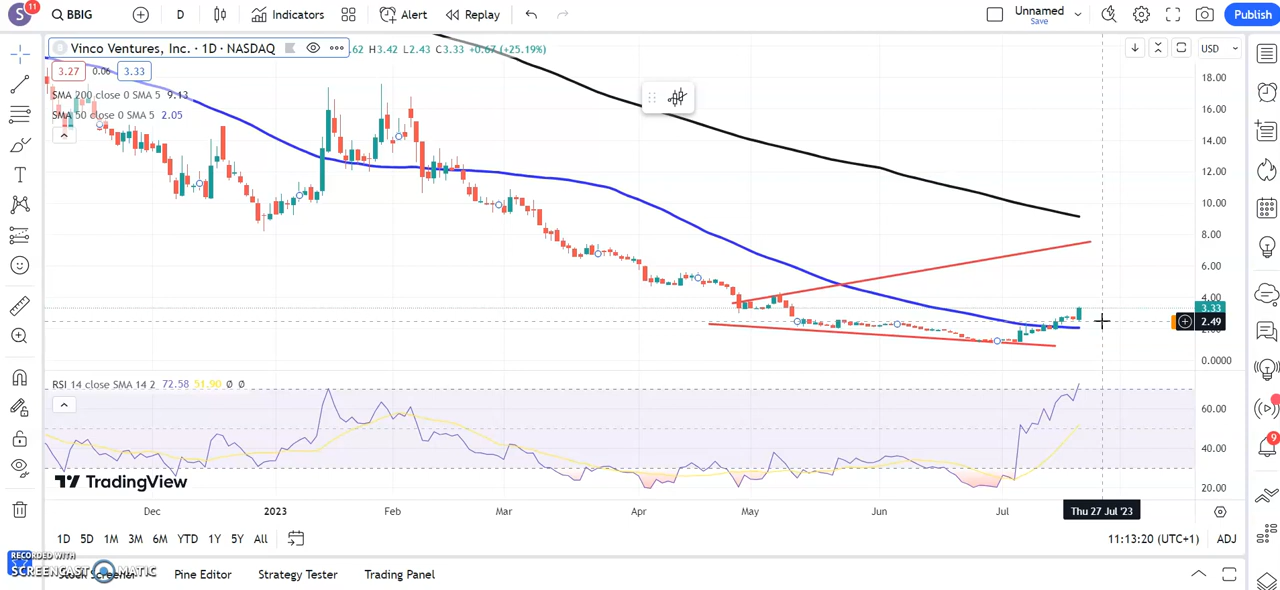 S 11 BBIG D Indicators Alert Replay Unnamed Save Publish
Vinco Ventures, Inc. · 1D · NASDAQ .62 H3.42 L2.43 C3.33 +0.67 (+25.19%) USD
3.27 0.06 3.33
SMA 200 close 0 SMA 5 9.13
SMA 50 close 0 SMA 5 2.05
18.00
16.00
14.00
12.00
10.00
8.00
6.00
4.00
3.33
2.49
0.0000
RSI 14 close SMA 14 2 72.58 51.90 Ø Ø
60.00
40.00
20.00
9
TradingView
Dec 2023 Feb Mar Apr May Jun Jul Thu 27 Jul '23
1D 5D 1M 3M 6M YTD 1Y 5Y All 11:13:20 (UTC+1) ADJ
RECORDED WITH
SCREENCAST O MATIC
Pine Editor Strategy Tester Trading Panel